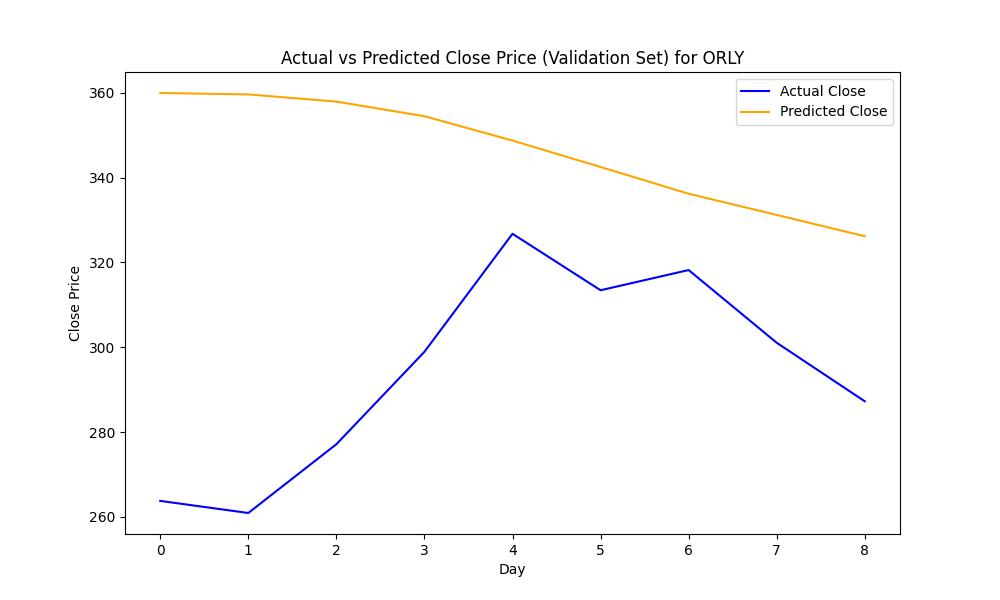 Actual vs Predicted Close Price (Validation Set) for ORLY
Actual Close
Predicted Close
Close Price
360
340
320
300
280
260
0 1 2 3 4 5 6 7 8
Day